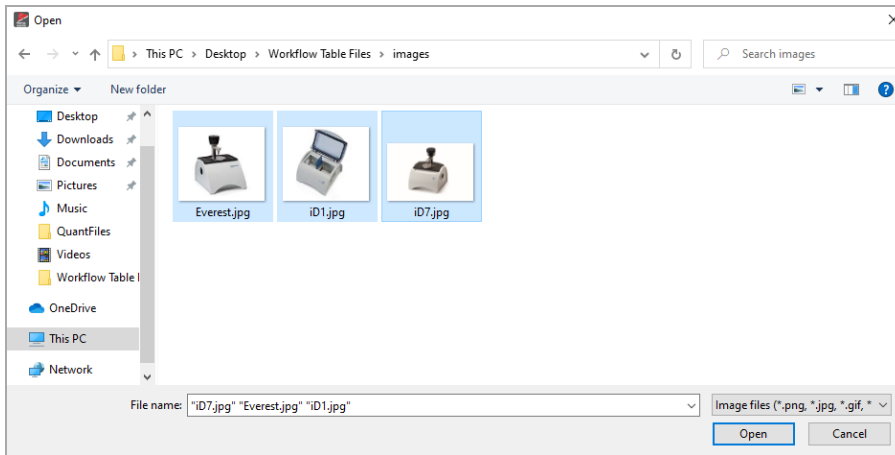 Open
This PC > Desktop > Workflow Table Files > images
Search images
Organize
New folder
Desktop
Downloads
Documents
Pictures
Music
QuantFiles
Videos
Workflow Table
OneDrive
This PC
Network
Everest.jpg
iD1.jpg
iD7.jpg
File name:
"iD7.jpg" "Everest.jpg" "iD1.jpg"
Image files (*.png, *.jpg, *.gif, *
Open
Cancel